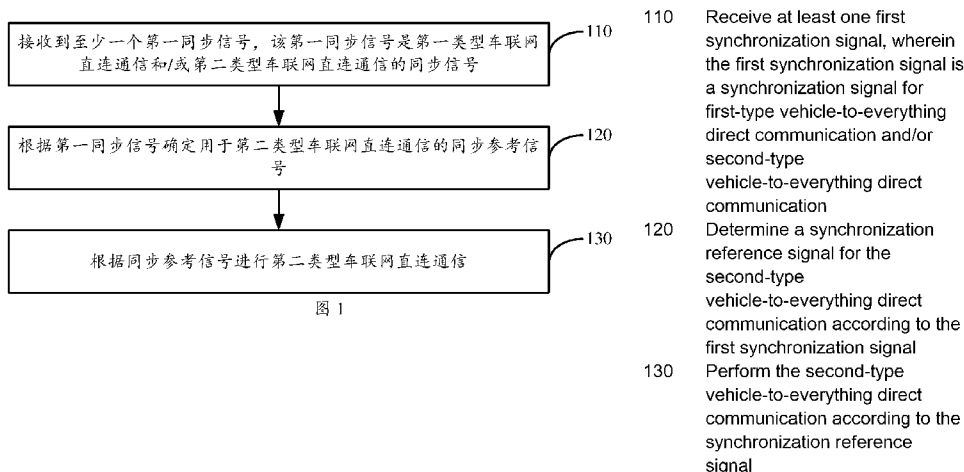 接收到至少一个第一同步信号，该第一同步信号是第一类型车联网
直连通信和/或第二类型车联网直连通信的同步信号
110
根据第一同步信号确定用于第二类型车联网直连通信的同步参考信
号
120
根据同步参考信号进行第二类型车联网直连通信
130
图 1
110 Receive at least one first
synchronization signal, wherein
the first synchronization signal is
a synchronization signal for
first-type vehicle-to-everything
direct communication and/or
second-type
vehicle-to-everything direct
communication
120 Determine a synchronization
reference signal for the
second-type
vehicle-to-everything direct
communication according to the
first synchronization signal
130 Perform the second-type
vehicle-to-everything direct
communication according to the
synchronization reference
signal